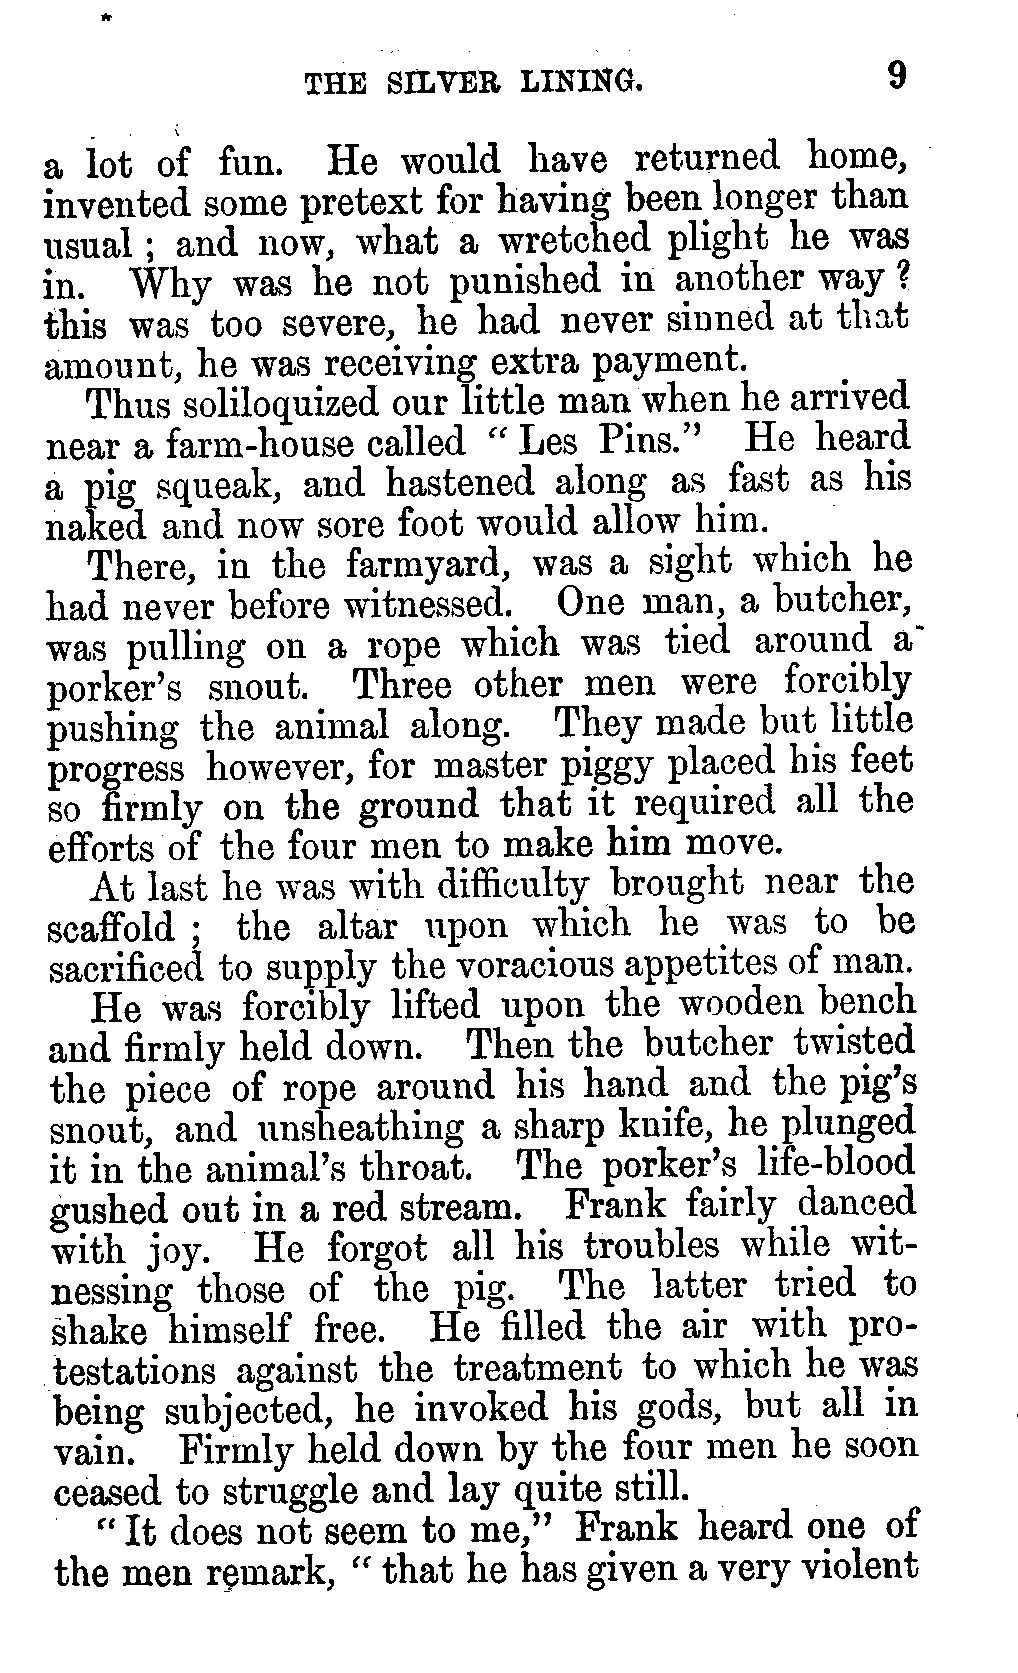 THE SILVER LINING. 9
a lot of fun. He would have returned home,
invented some pretext for having been longer than
usual ; and now, what a wretched plight he was
in. Why was he not punished in another way ?
this was too severe, he had never sinned at that
amount, he was receiving extra payment.
Thus soliloquized our little man when he arrived
near a farm-house called “ Les Pins.” He heard
a pig squeak, and hastened along as fast as his
naked and now sore foot would allow him.
There, in the farmyard, was a sight which he
had never before witnessed. One man, a butcher,
was pulling on a rope which was tied around a
porker's snout. Three other men were forcibly
pushing the animal along. They made but little
progress however, for master piggy placed his feet
so firmly on the ground that it required all the
efforts of the four men to make him move.
At last he was with difficulty brought near the
scaffold ; the altar upon which he was to be
sacrificed to supply the voracious appetites of man.
He was forcibly lifted upon the wooden bench
and firmly held down. Then the butcher twisted
the piece of rope around his hand and the pig's
snout, and unsheathing a sharp knife, he plunged
it in the animal's throat. The porker's life-blood
gushed out in a red stream. Frank fairly danced
with joy. He forgot all his troubles while wit-
nessing those of the pig. The latter tried to
shake himself free. He filled the air with pro-
testations against the treatment to which he was
being subjected, he invoked his gods, but all in
vain. Firmly held down by the four men he soon
ceased to struggle and lay quite still.
“ It does not seem to me,” Frank heard one of
the men remark, “ that he has given a very violent